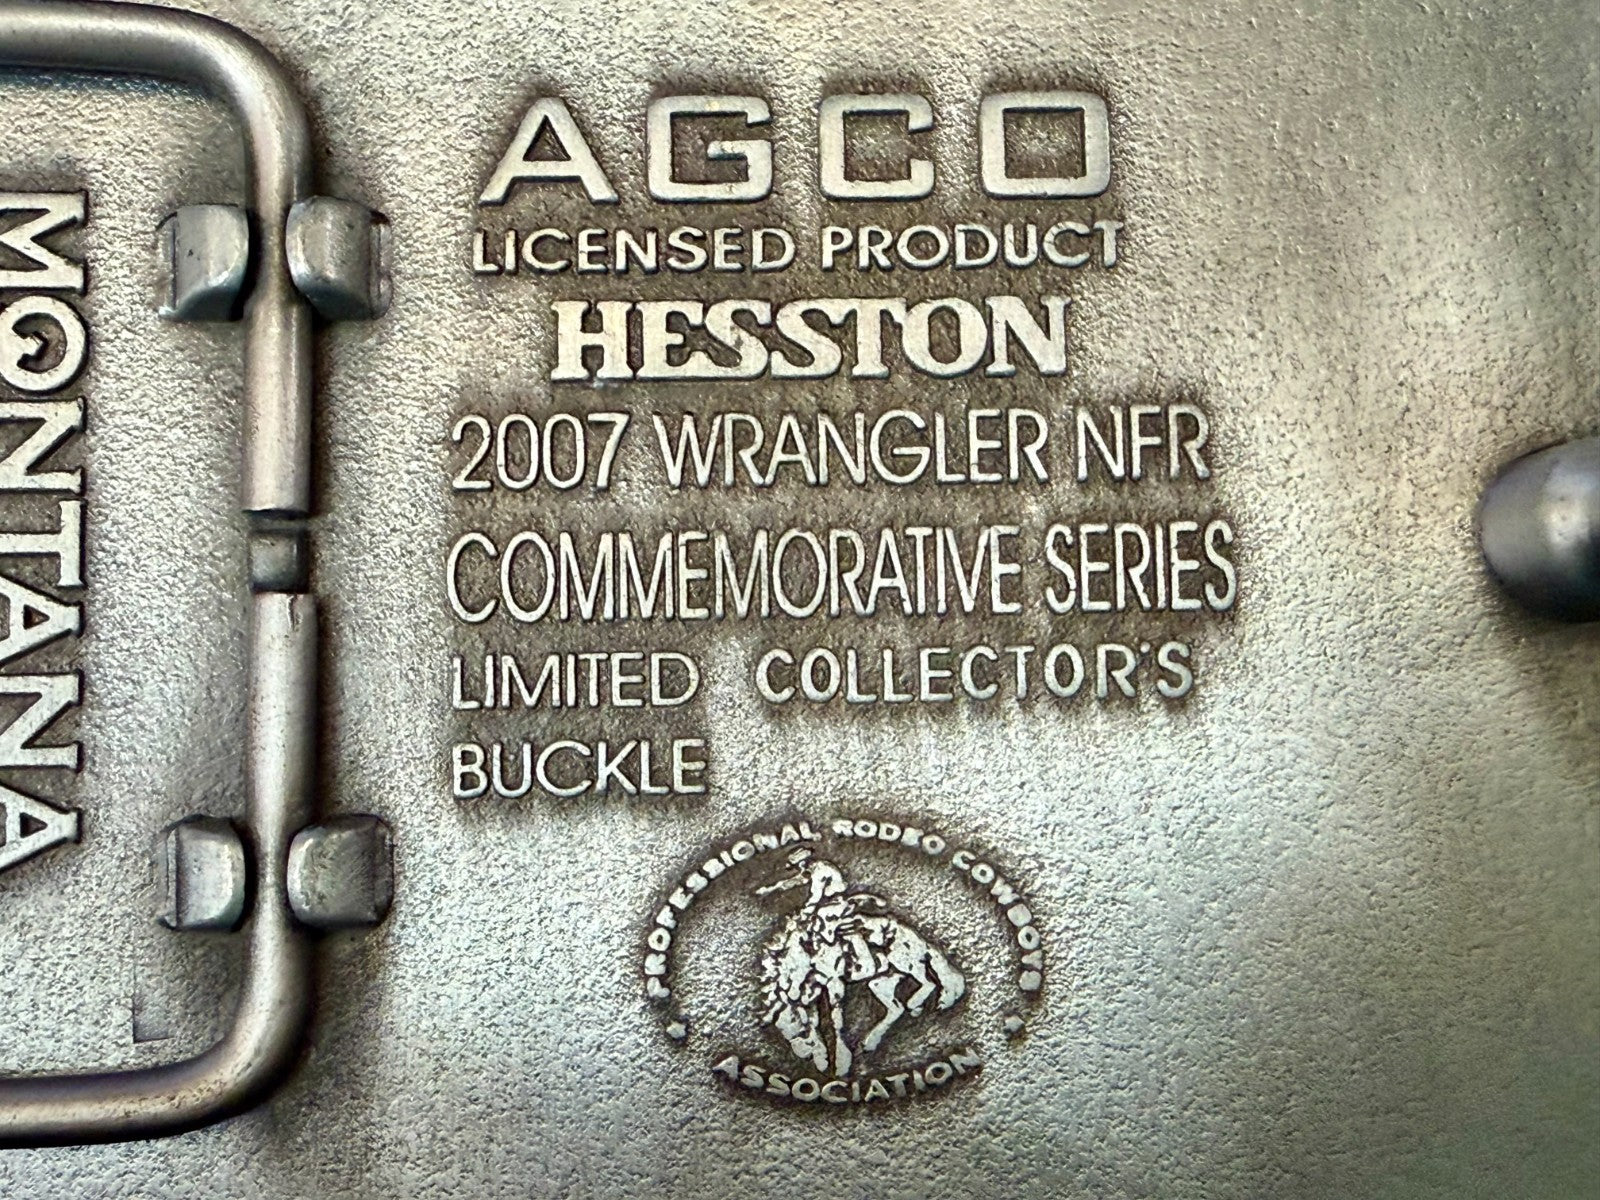 MONTANA
AGCO
LICENSED PRODUCT
HESSTON
2007 WRANGLER NFR
COMMEMORATIVE SERIES
LIMITED COLLECTOR'S
BUCKLE
PROFESSIONAL RODEO COWBOYS
ASSOCIATION